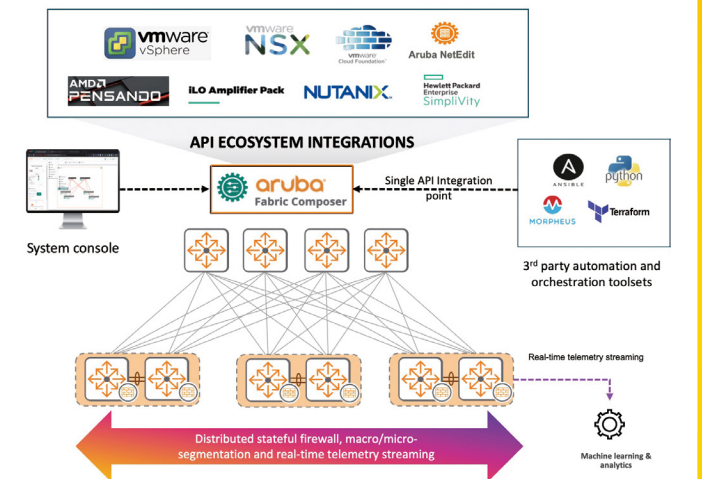 vmware
vSphere
vmware
NSX
vmware
Cloud Foundation
Aruba NetEdit
AMD
PENSANDO
iLO Amplifier Pack
NUTANIX
Hewlett Packard
Enterprise
SimpliVity
API ECOSYSTEM INTEGRATIONS
System console
aruba
Fabric Composer
Single API Integration
point
ANSIBLE
python
MORPHEUS
Terraform
3rd party automation and
orchestration toolsets
Real-time telemetry streaming
Distributed stateful firewall, macro/micro-
segmentation and real-time telemetry streaming
Machine learning &
analytics